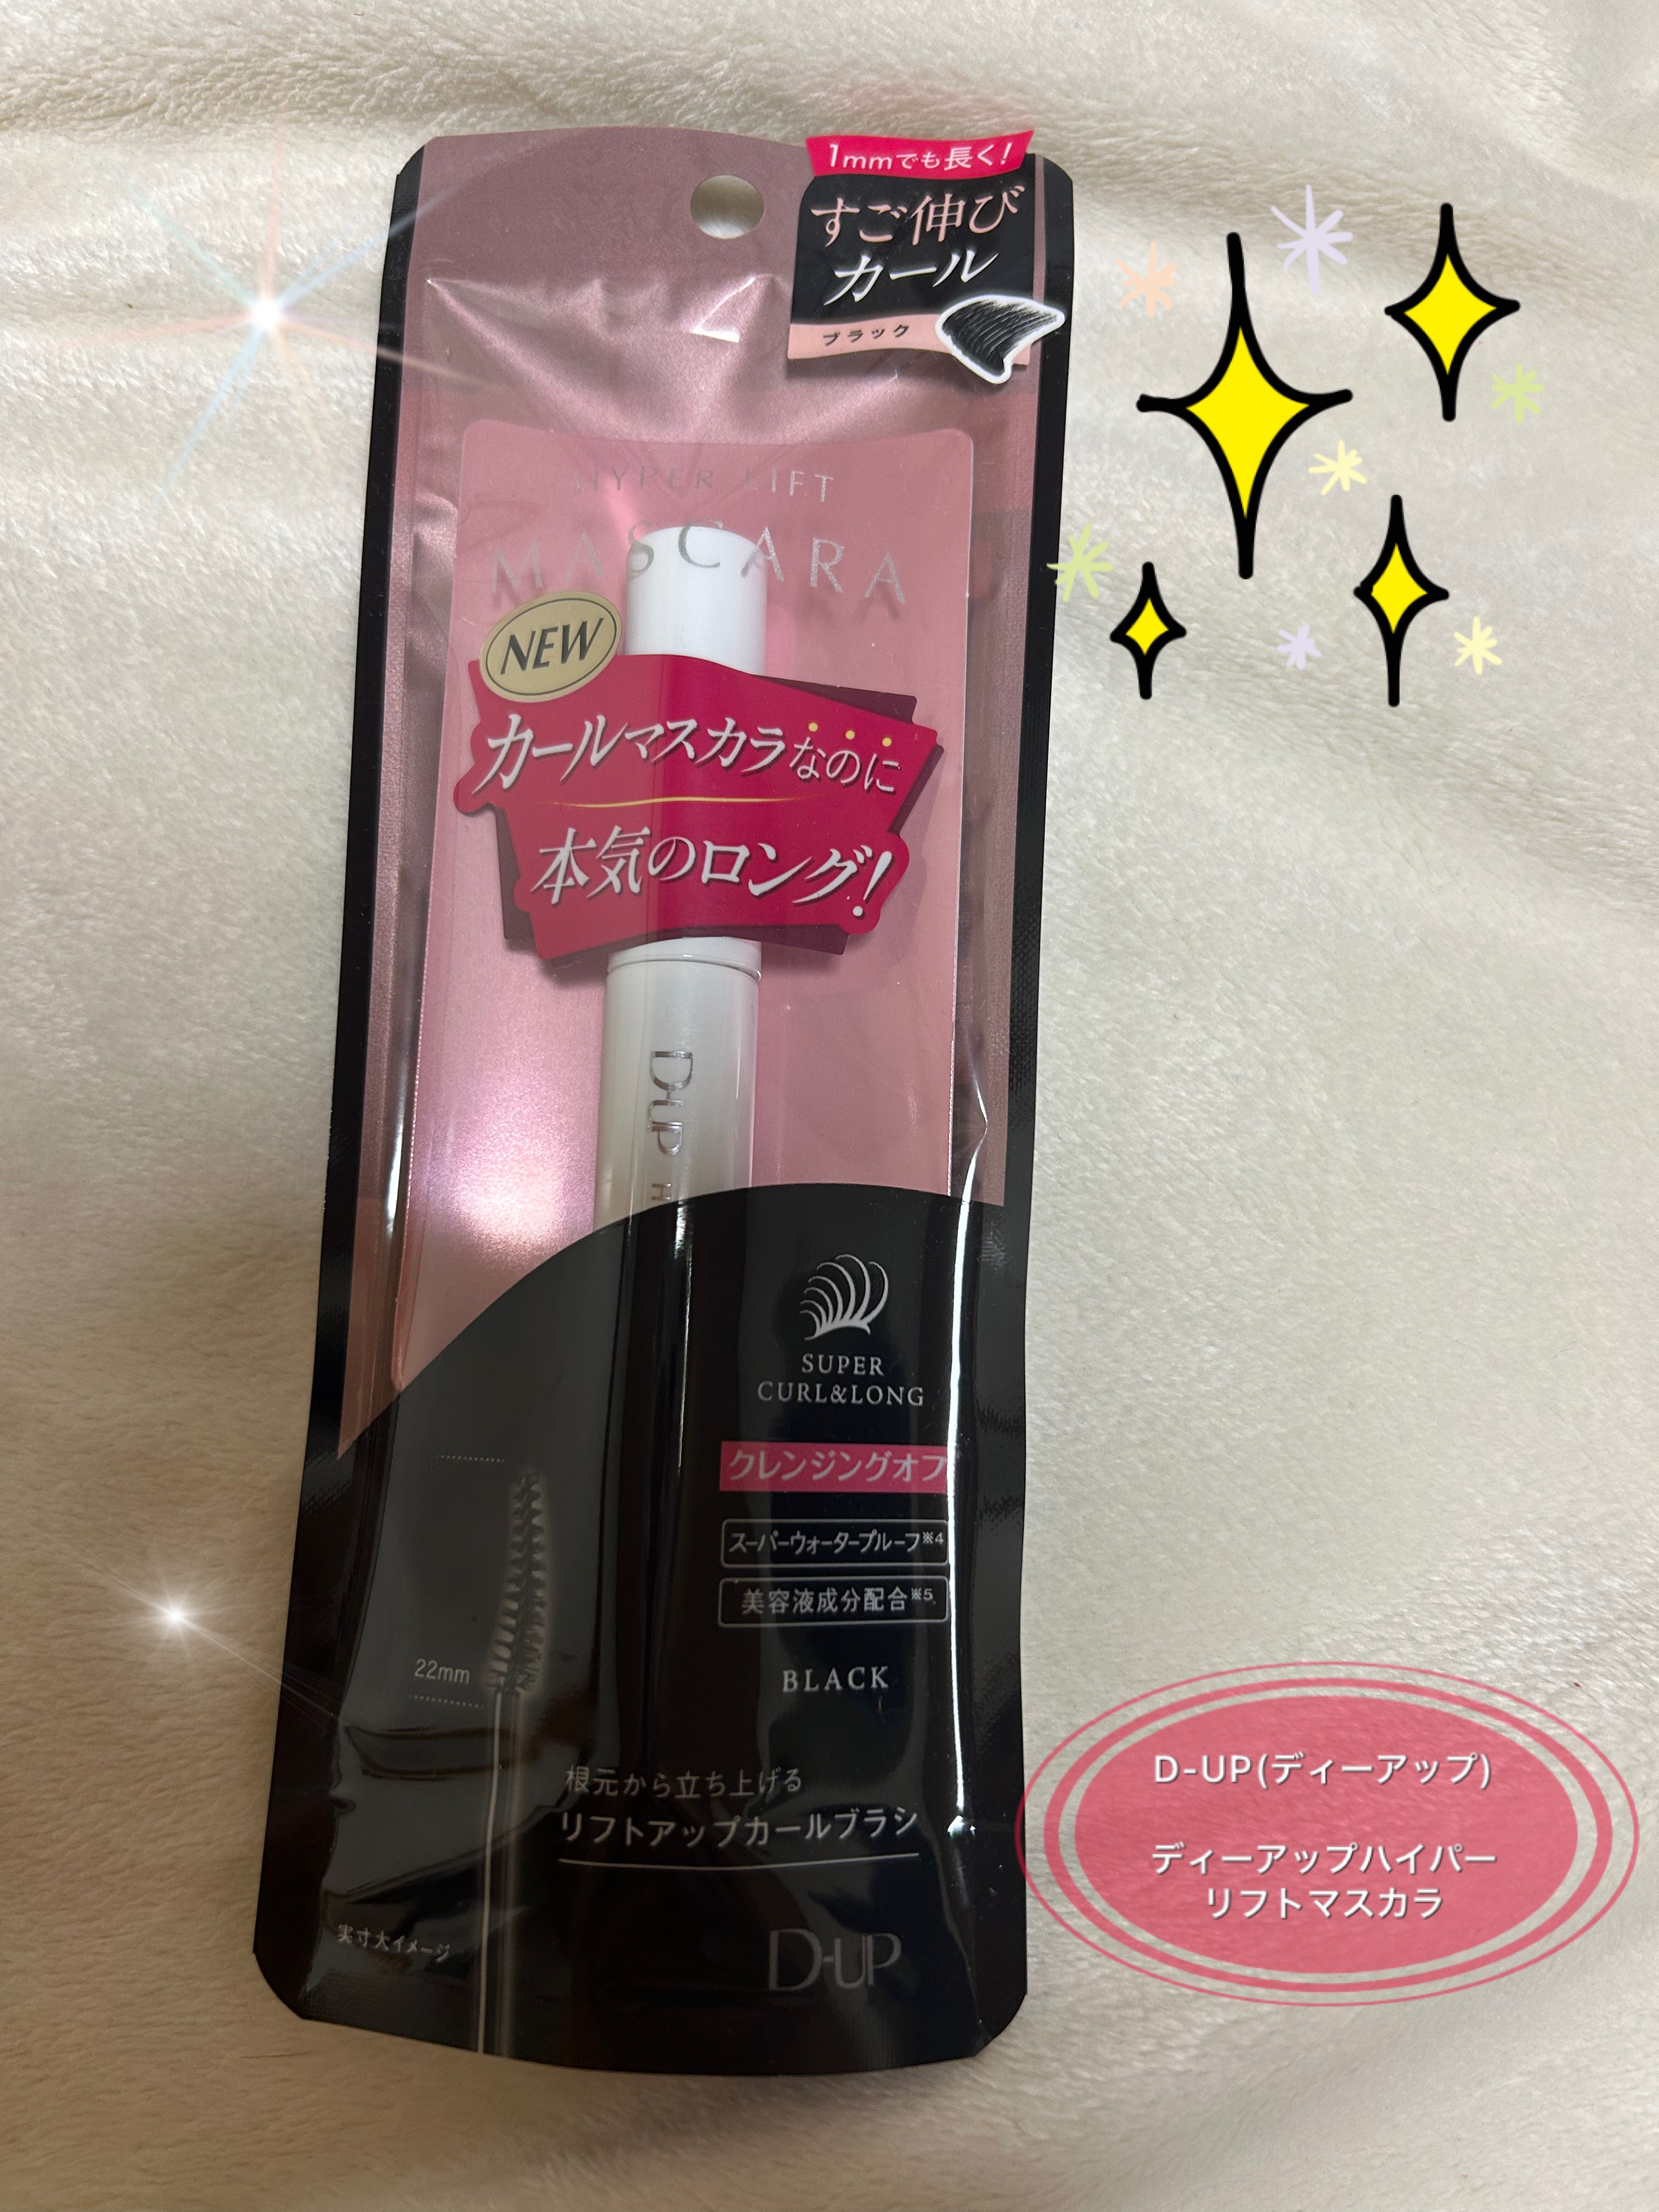 1mmでも長く!
すご伸び
カール
ブラック
HYPER LIFT
MASCARA
NEW
カールマスカラなのに
本気のロング!
D-UP H
SUPER
CURL&LONG
クレンジングオフ
スーパーウォータープルーフ※4
美容液成分配合※5
22mm
BLACK
根元から立ち上げる
リフトアップカールブラシ
実寸大イメージ
D-UP
D-UP(ディーアップ)
ディーアップハイパー
リフトマスカラ